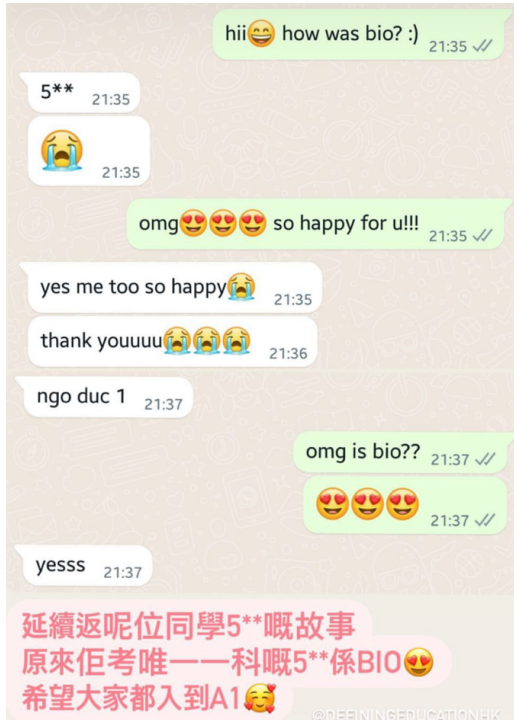 hii😄 how was bio? :) 21:35
5** 21:35
😭 21:35
omg😍😍😍 so happy for u!!! 21:35
yes me too so happy😭 21:35
thank youuuu😭😭😭 21:36
ngo duc 1 21:37
omg is bio?? 21:37
😍😍😍 21:37
yesss 21:37
延續返呢位同學5**嘅故事
原來佢考唯一一科嘅5**係BIO😍
希望大家都入到A1🥰